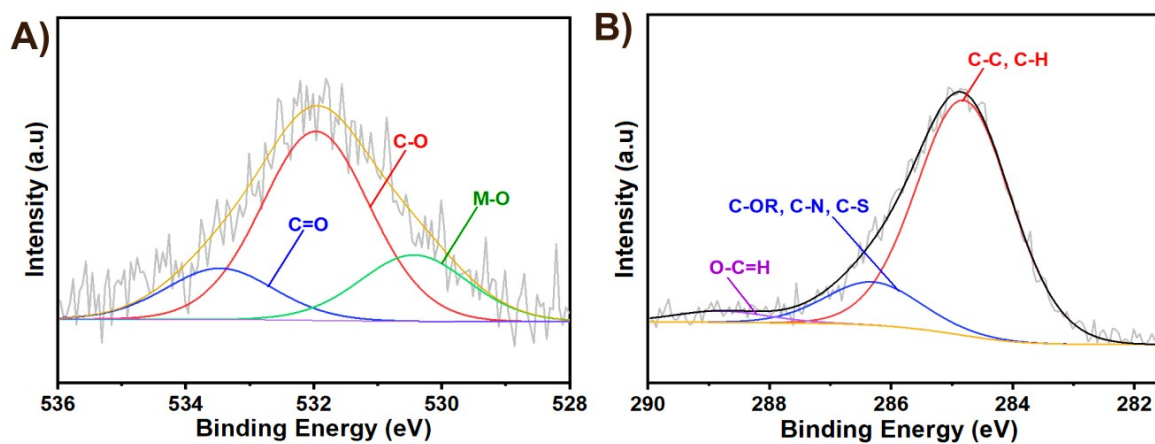 A)
C-O
M-O
C=O
Intensity (a.u)
536 534 532 530 528
Binding Energy (eV)
B)
C-C, C-H
C-OR, C-N, C-S
O-C=H
Intensity (a.u)
290 288 286 284 282
Binding Energy (eV)